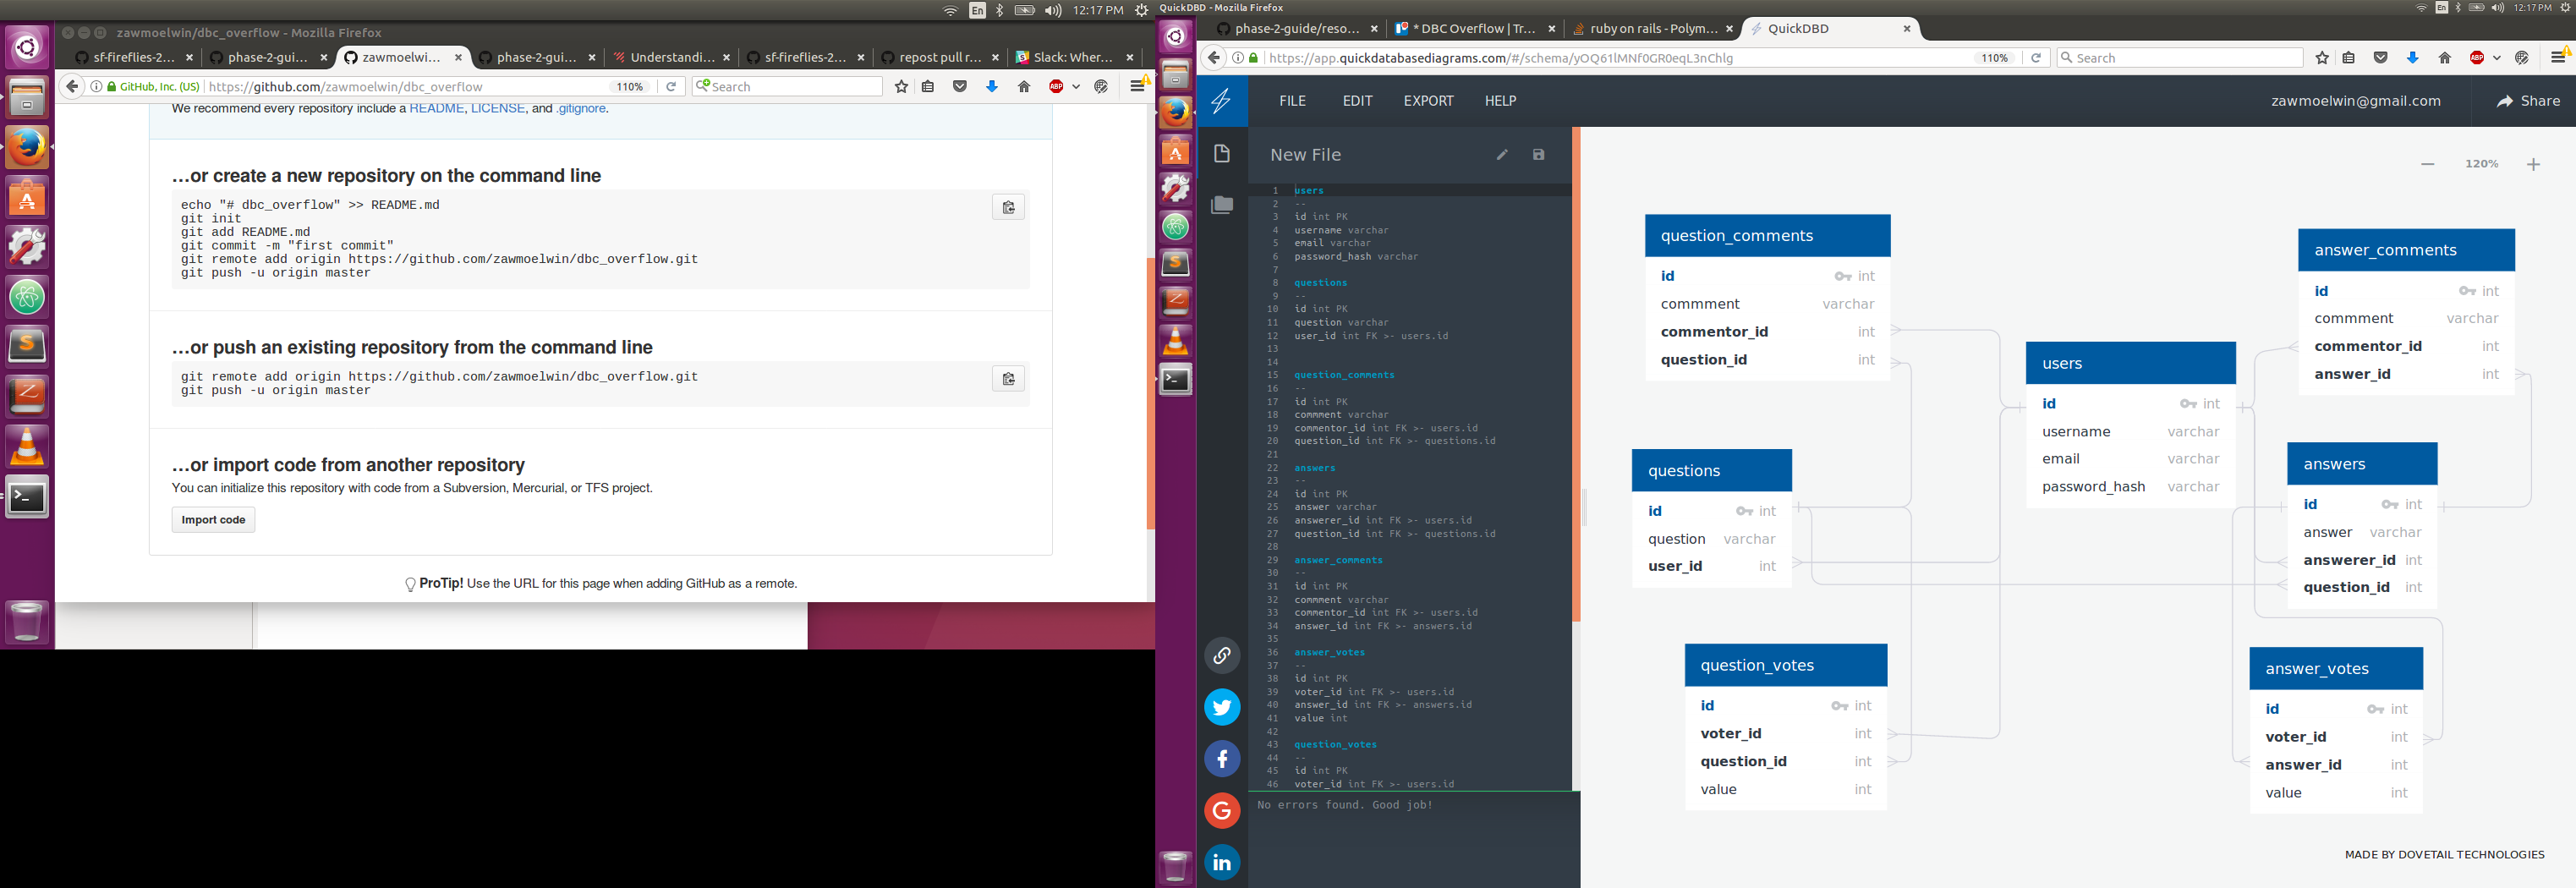 En 12:17 PM
zawmoelwin/dbc_overflow - Mozilla Firefox
sf-fireflies-2... phase-2-gui... zawmoelwin... phase-2-gui... Understandi... sf-fireflies-2... repost pull r... Slack: Wher...
GitHub, Inc. (US) https://github.com/zawmoelwin/dbc_overflow 110% Search ABP
We recommend every repository include a README, LICENSE, and .gitignore.
…or create a new repository on the command line
echo "# dbc_overflow" >> README.md
git init
git add README.md
git commit -m "first commit"
git remote add origin https://github.com/zawmoelwin/dbc_overflow.git
git push -u origin master
…or push an existing repository from the command line
git remote add origin https://github.com/zawmoelwin/dbc_overflow.git
git push -u origin master
…or import code from another repository
You can initialize this repository with code from a Subversion, Mercurial, or TFS project.
Import code
ProTip! Use the URL for this page when adding GitHub as a remote.
QuickDBD - Mozilla Firefox
En 12:17 PM
phase-2-guide/reso... * DBC Overflow | Tr... ruby on rails - Polym... QuickDBD
https://app.quickdatabasediagrams.com/#/schema/yOQ61lMNf0GR0eqL3nChlg 110% Search ABP
FILE EDIT EXPORT HELP
zawmoelwin@gmail.com Share
New File
1 users
2 --
3 id int PK
4 username varchar
5 email varchar
6 password_hash varchar
7
8 questions
9 --
10 id int PK
11 question varchar
12 user_id int FK >- users.id
13
14
15 question_comments
16 --
17 id int PK
18 commment varchar
19 commentor_id int FK >- users.id
20 question_id int FK >- questions.id
21
22 answers
23 --
24 id int PK
25 answer varchar
26 answerer_id int FK >- users.id
27 question_id int FK >- questions.id
28
29 answer_comments
30 --
31 id int PK
32 commment varchar
33 commentor_id int FK >- users.id
34 answer_id int FK >- answers.id
35
36 answer_votes
37 --
38 id int PK
39 voter_id int FK >- users.id
40 answer_id int FK >- answers.id
41 value int
42
43 question_votes
44 --
45 id int PK
46 voter_id int FK >- users.id
No errors found. Good job!
120%
question_comments
id int
commment varchar
commentor_id int
question_id int
questions
id int
question varchar
user_id int
question_votes
id int
voter_id int
question_id int
value int
users
id int
username varchar
email varchar
password_hash varchar
answer_comments
id int
commment varchar
commentor_id int
answer_id int
answers
id int
answer varchar
answerer_id int
question_id int
answer_votes
id int
voter_id int
answer_id int
value int
MADE BY DOVETAIL TECHNOLOGIES